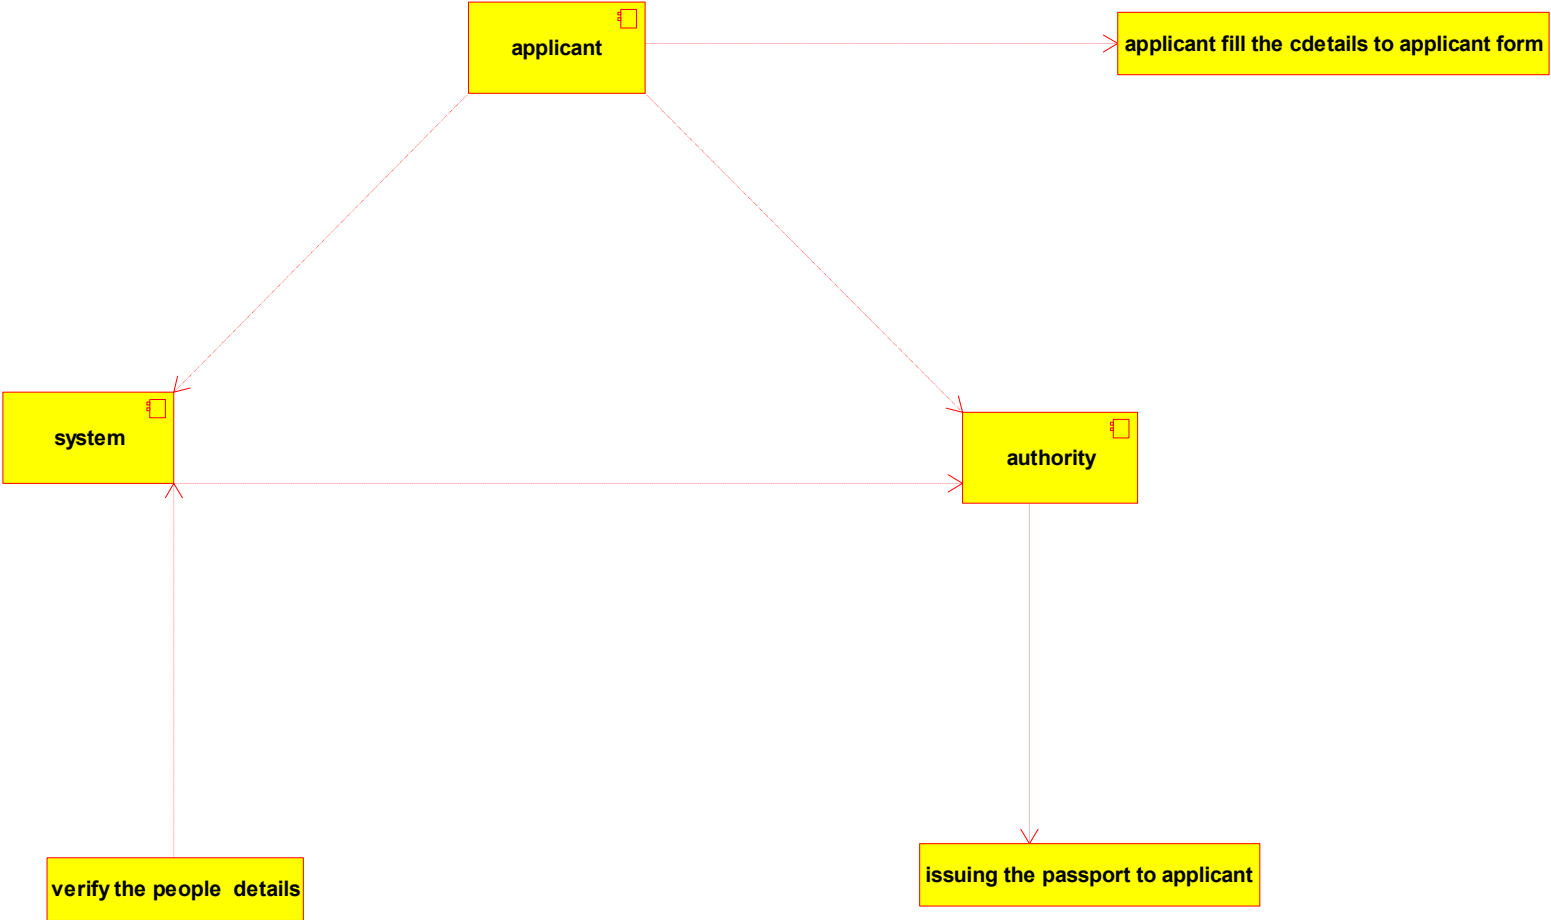 applicant
applicant fill the cdetails to applicant form
system
authority
verify the people details
issuing the passport to applicant